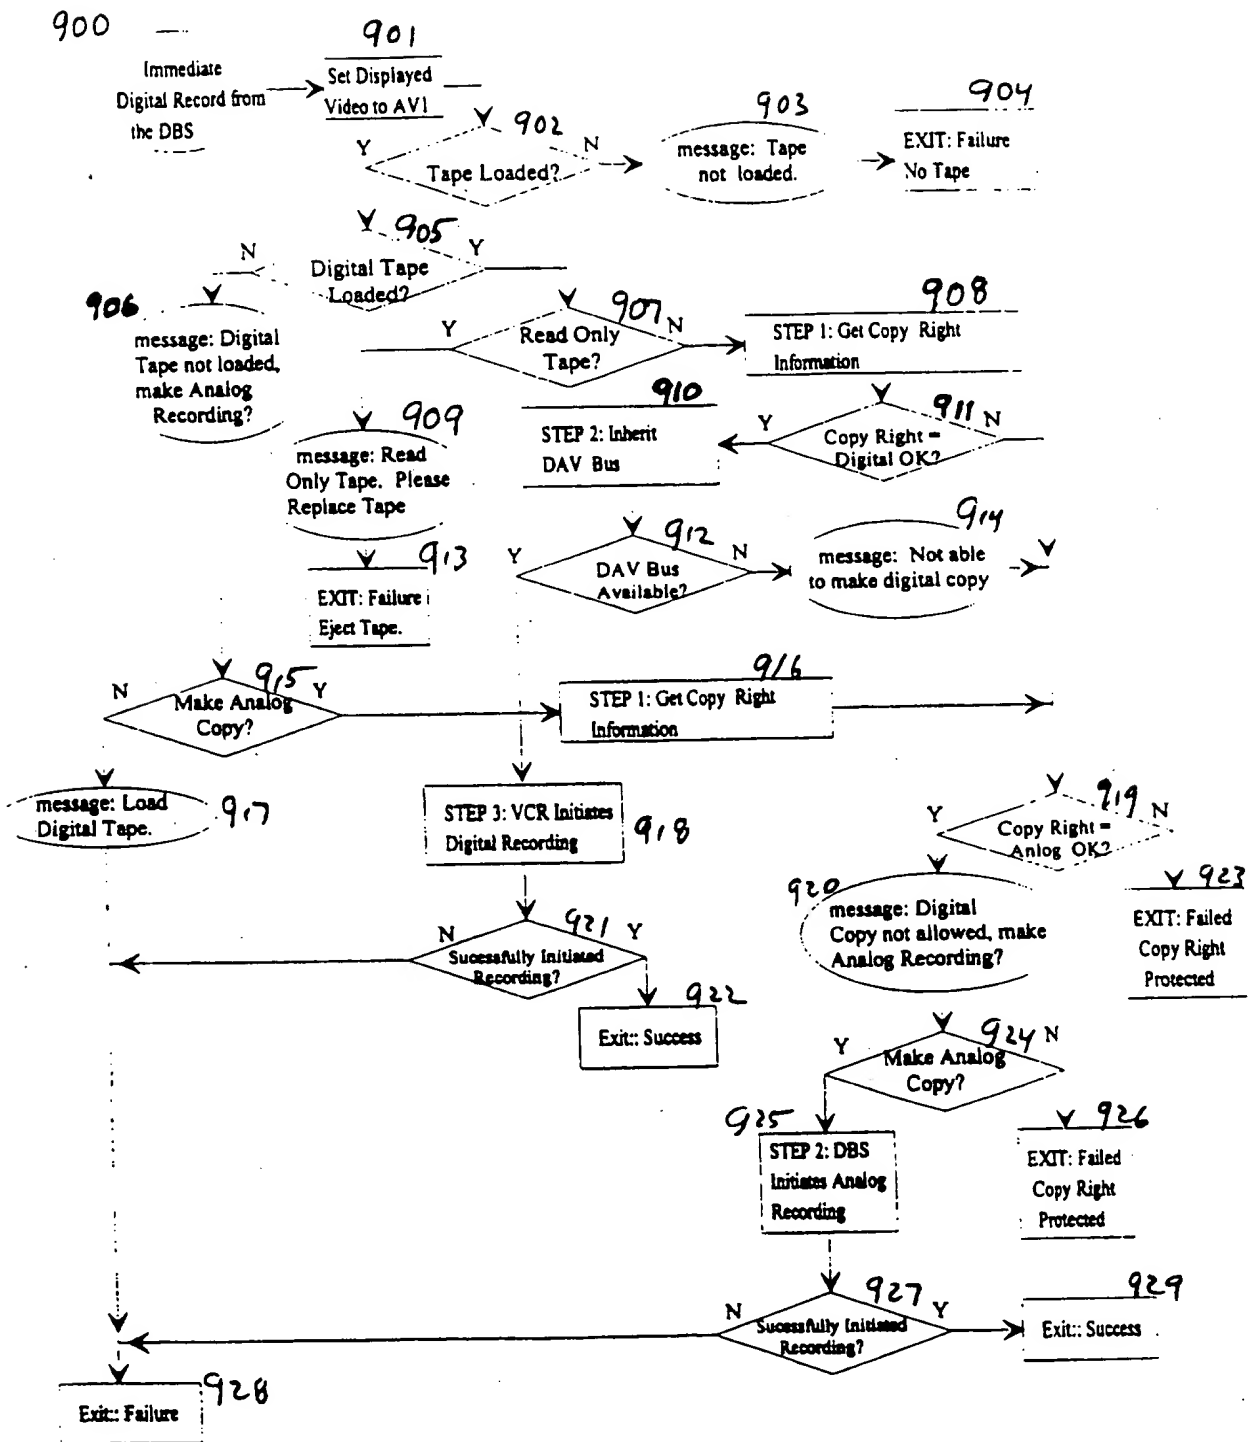 900
901
Immediate
Digital Record from
the DBS
Set Displayed
Video to AV1
902
Y
N
Tape Loaded?
903
message: Tape
not loaded.
904
EXIT: Failure
No Tape
905
N
Y
Digital Tape
Loaded?
906
message: Digital
Tape not loaded,
make Analog
Recording?
907
Y
N
Read Only
Tape?
908
STEP 1: Get Copy Right
Information
909
message: Read
Only Tape. Please
Replace Tape
910
STEP 2: Inherit
DAV Bus
911
Y
N
Copy Right =
Digital OK?
912
Y
N
DAV Bus
Available?
914
message: Not able
to make digital copy
913
EXIT: Failure
Eject Tape.
915
N
Y
Make Analog
Copy?
916
STEP 1: Get Copy Right
Information
message: Load
Digital Tape.
917
STEP 3: VCR Initiates
Digital Recording
918
919
Y
N
Copy Right =
Anlog OK?
920
message: Digital
Copy not allowed, make
Analog Recording?
923
EXIT: Failed
Copy Right
Protected
921
N
Y
Sucessfully Initiated
Recording?
922
Exit:: Success
924
Y
N
Make Analog
Copy?
925
STEP 2: DBS
Initiates Analog
Recording
926
EXIT: Failed
Copy Right
Protected
927
N
Y
Sucessfully Initiated
Recording?
929
Exit:: Success
928
Exit:: Failure